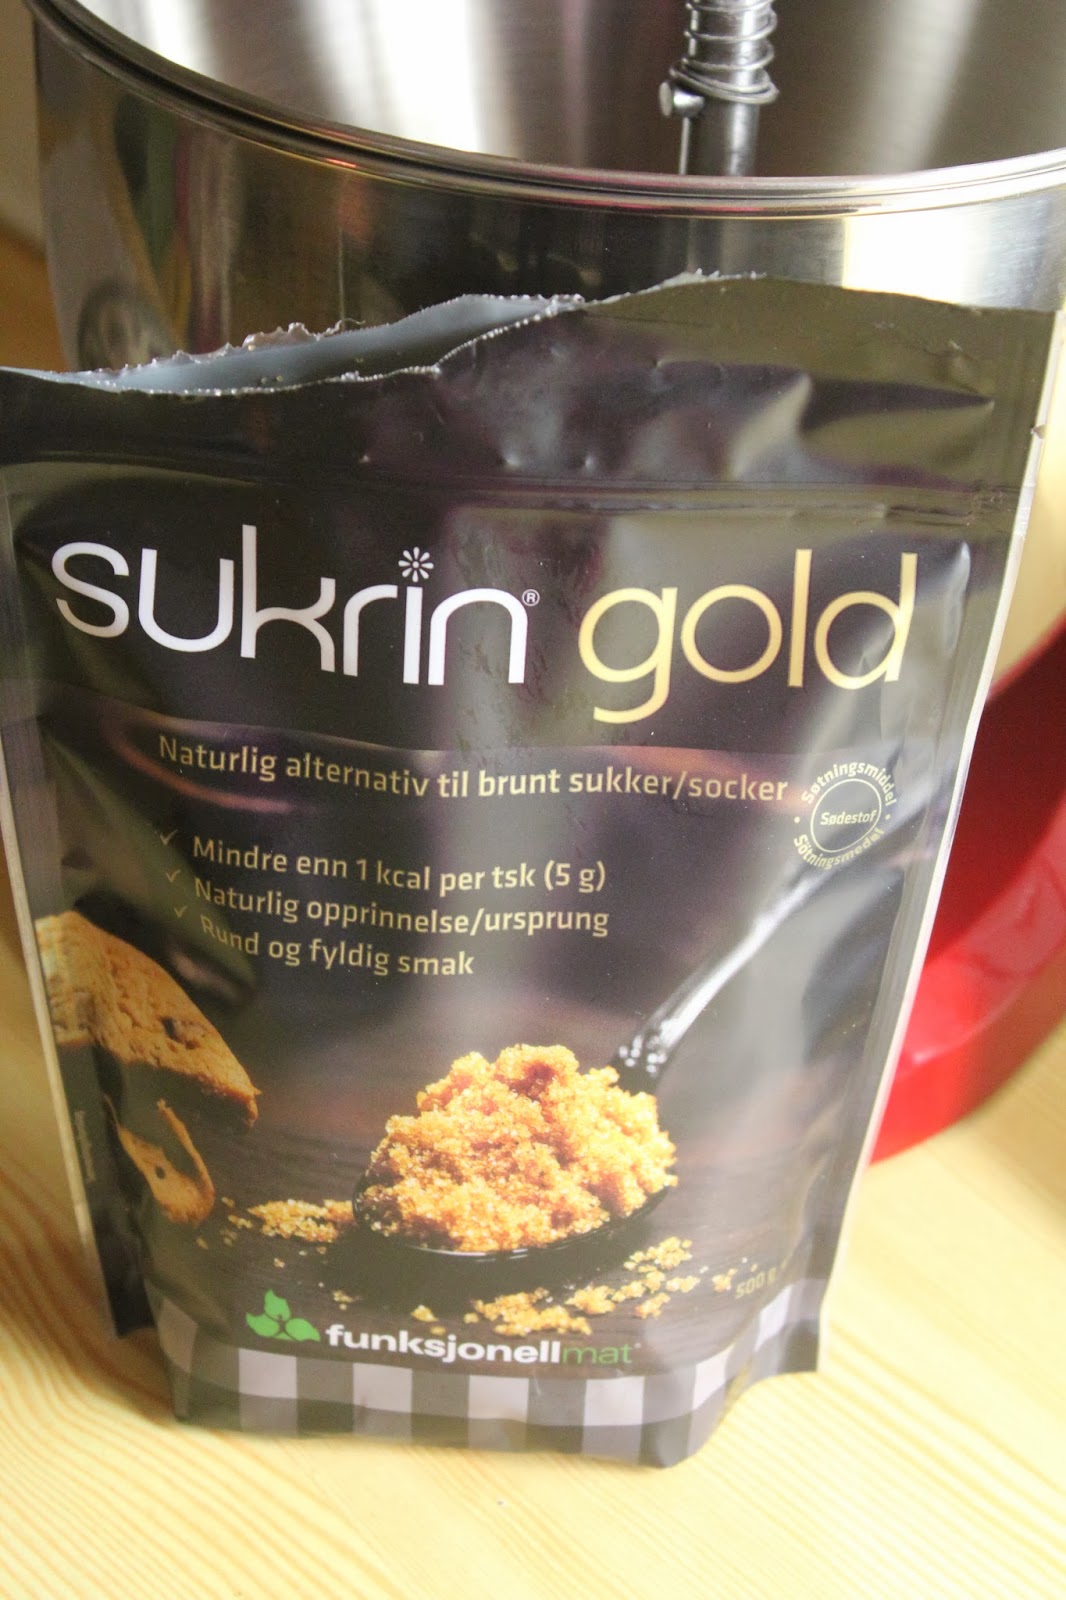 sukrin® gold
Naturlig alternativ til brunt sukker/socker
Søtningsmiddel
Sødestof
Sötningsmedel
✓ Mindre enn 1 kcal per tsk (5 g)
✓ Naturlig opprinnelse/ursprung
✓ Rund og fyldig smak
500 g
funksjonellmat